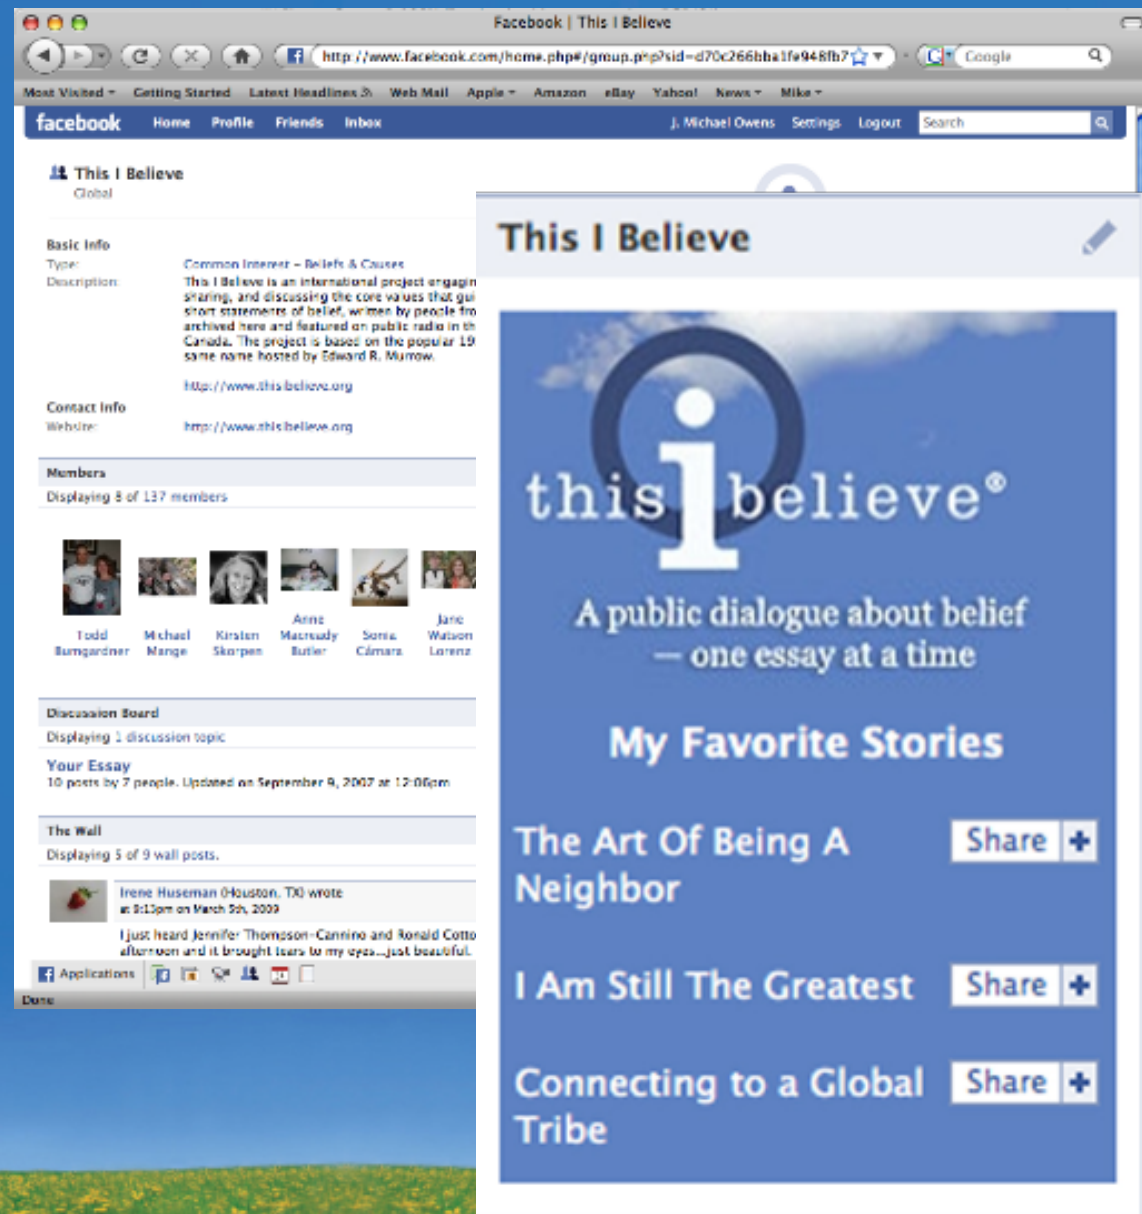 Facebook | This I Believe
http://www.facebook.com/home.php#/group.php?sid=d70c266bba1fe948fb7
Google
Most Visited Getting Started Latest Headlines Web Mail Apple Amazon eBay Yahoo! News Mike
facebook Home Profile Friends Inbox J. Michael Owens Settings Logout Search
This I Believe
Global
Basic Info
Type: Common Interest - Beliefs & Causes
Description: This I Believe is an international project engagin
sharing, and discussing the core values that gui
short statements of belief, written by people fro
archived here and featured on public radio in th
Canada. The project is based on the popular 19
same name hosted by Edward R. Murrow.
http://www.thisibelieve.org
Contact Info
Website: http://www.thisibelieve.org
Members
Displaying 8 of 137 members
Todd Bumgardner
Michael Mange
Kirsten Skorpen
Anne Macready Butler
Sonia Cámara
Jane Watson Lorenz
Discussion Board
Displaying 1 discussion topic
Your Essay
10 posts by 7 people. Updated on September 9, 2007 at 12:06pm
The Wall
Displaying 5 of 9 wall posts.
Irene Huseman (Houston, TX) wrote
at 9:13pm on March 5th, 2009
I just heard Jennifer Thompson-Cannino and Ronald Cotto
afternoon and it brought tears to my eyes...just beautiful.
Applications
Done
This I Believe
this i believe®
A public dialogue about belief
— one essay at a time
My Favorite Stories
The Art Of Being A Share +
Neighbor
I Am Still The Greatest Share +
Connecting to a Global Share +
Tribe